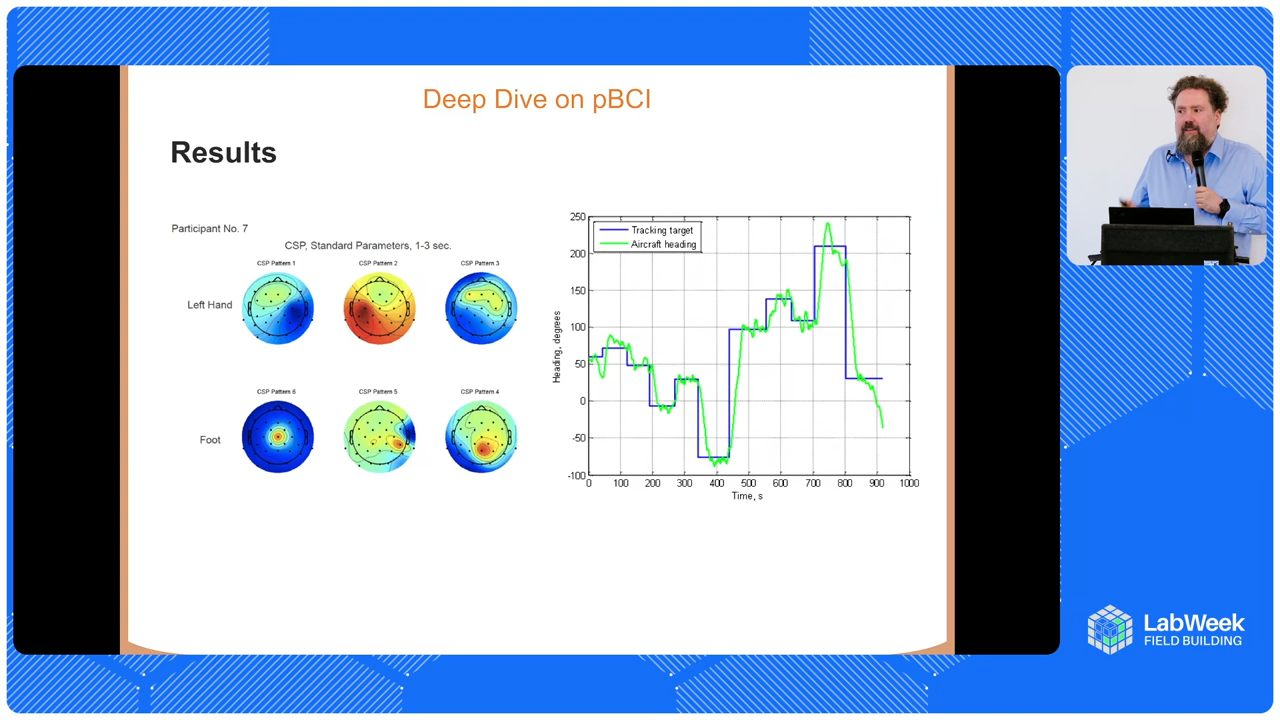 Deep Dive on pBCI
Results
Participant No. 7
CSP, Standard Parameters, 1-3 sec.
CSP Pattern 1
CSP Pattern 2
CSP Pattern 3
Left Hand
CSP Pattern 6
CSP Pattern 5
CSP Pattern 4
Foot
Tracking target
Aircraft heading
Heading, degrees
250
200
150
100
50
0
-50
-100
0 100 200 300 400 500 600 700 800 900 1000
Time, s
LabWeek
FIELD BUILDING